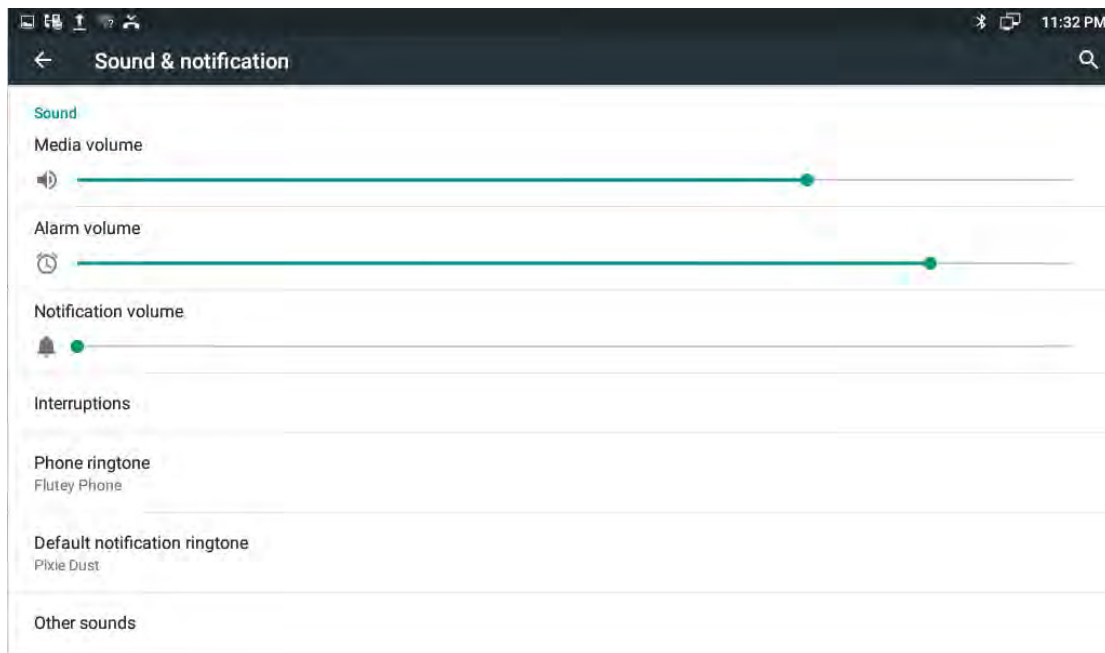 11:32 PM
Sound & notification
Sound
Media volume
Alarm volume
Notification volume
Interruptions
Phone ringtone
Flutey Phone
Default notification ringtone
Pixie Dust
Other sounds